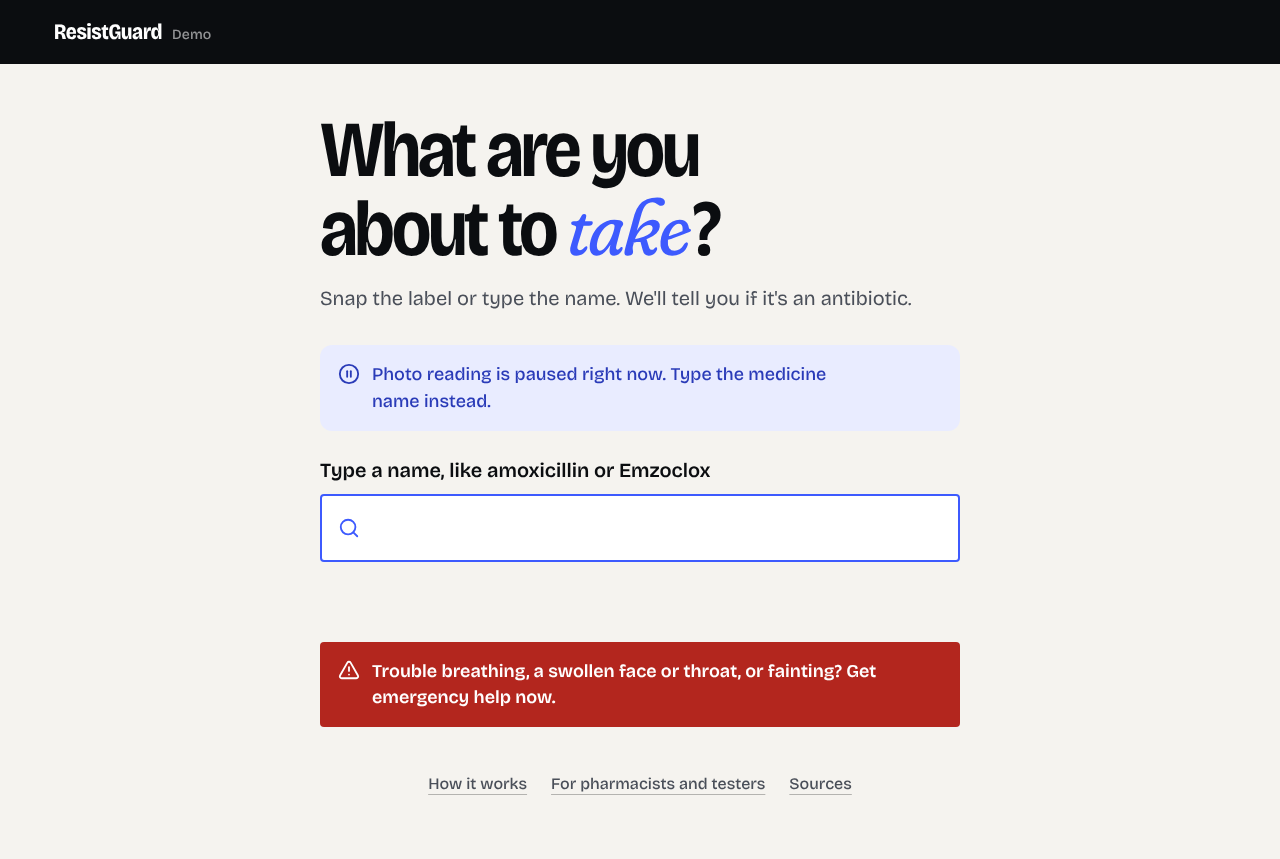 ResistGuard Demo
What are you
about to take?
Snap the label or type the name. We'll tell you if it's an antibiotic.
Photo reading is paused right now. Type the medicine
name instead.
Type a name, like amoxicillin or Emzoclox
Trouble breathing, a swollen face or throat, or fainting? Get
emergency help now.
How it works For pharmacists and testers Sources